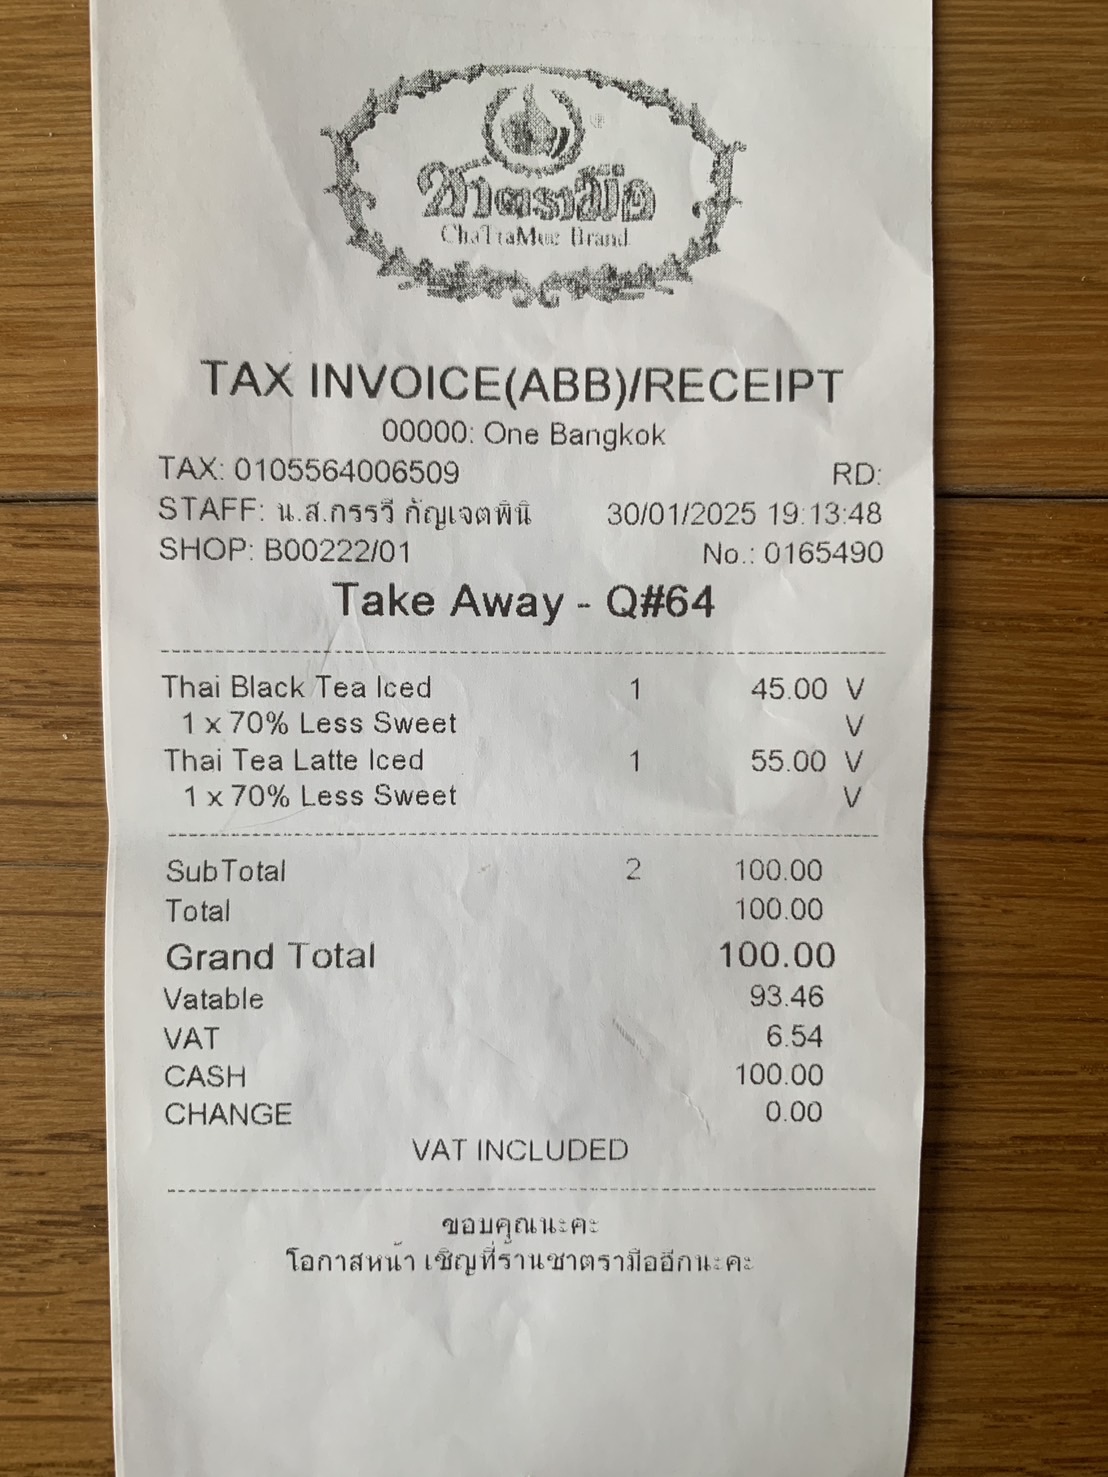 ชาตรามือ
ChaTraMue Brand
TAX INVOICE(ABB)/RECEIPT
00000: One Bangkok
TAX: 0105564006509 RD:
STAFF: น.ส.กรรวี กัญเจตพินิ 30/01/2025 19:13:48
SHOP: B00222/01 No.: 0165490
Take Away - Q#64
Thai Black Tea Iced 1 45.00 V
1 x 70% Less Sweet V
Thai Tea Latte Iced 1 55.00 V
1 x 70% Less Sweet V
SubTotal 2 100.00
Total 100.00
Grand Total 100.00
Vatable 93.46
VAT 6.54
CASH 100.00
CHANGE 0.00
VAT INCLUDED
ขอบคุณนะคะ
โอกาสหน้า เชิญที่ร้านชาตรามืออีกนะคะ